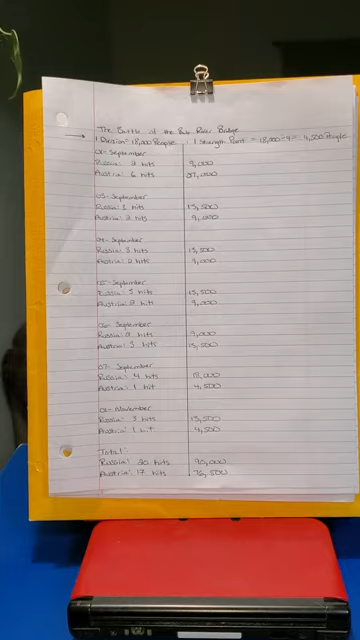 The Battle of the Bug River Bridge
1 Division = 18,000 People 1 Strength Point = 18,000 ÷ 4 = 4,500 People
02-September
Russia: 2 hits 9,000
Austria: 6 hits 27,000
03-September
Russia: 3 hits 13,500
Austria: 2 hits 9,000
04-September
Russia: 3 hits 13,500
Austria: 2 hits 9,000
05-September
Russia: 3 hits 13,500
Austria: 2 hits 9,000
06-September
Russia: 2 hits 9,000
Austria: 3 hits 13,500
07-September
Russia: 4 hits 18,000
Austria: 1 hit 4,500
01-November
Russia: 3 hits 13,500
Austria: 1 hit 4,500
Total:
Russia: 20 hits 90,000
Austria: 17 hits 76,500